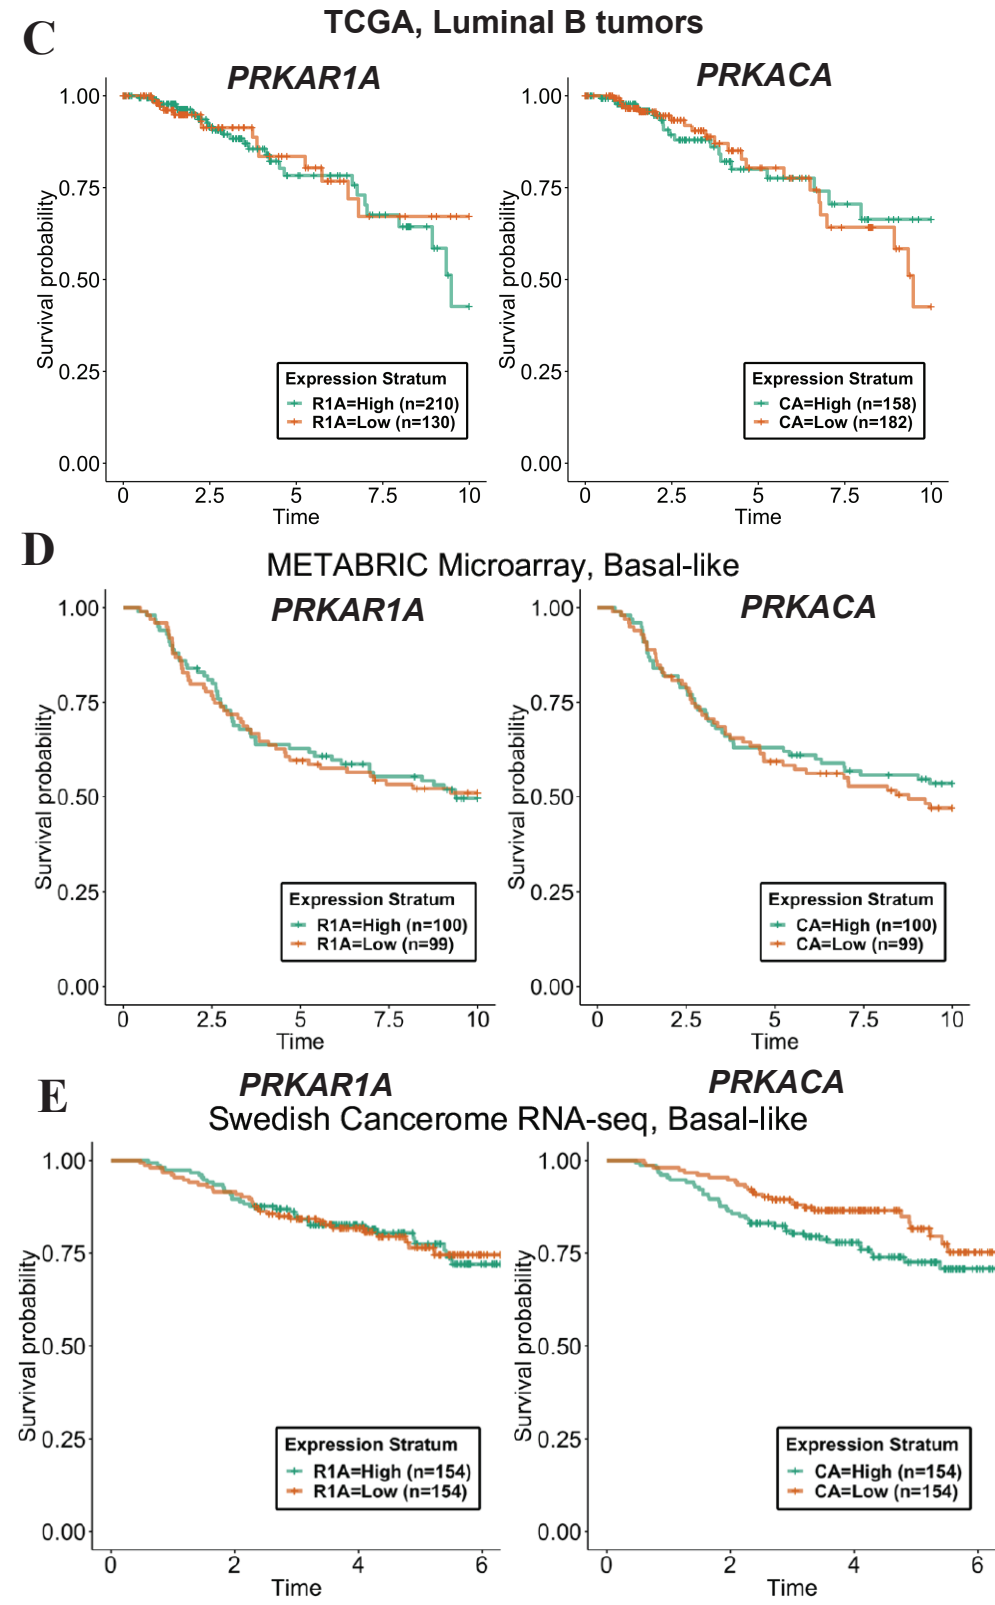 C
TCGA, Luminal B tumors
PRKAR1A
PRKACA
1.00
0.75
0.50
0.25
0.00
Survival probability
Expression Stratum
R1A=High (n=210)
R1A=Low (n=130)
0 2.5 5 7.5 10
Time
1.00
0.75
0.50
0.25
0.00
Survival probability
Expression Stratum
CA=High (n=158)
CA=Low (n=182)
0 2.5 5 7.5 10
Time
D
METABRIC Microarray, Basal-like
PRKAR1A
PRKACA
1.00
0.75
0.50
0.25
0.00
Survival probability
Expression Stratum
R1A=High (n=100)
R1A=Low (n=99)
0 2.5 5 7.5 10
Time
1.00
0.75
0.50
0.25
0.00
Survival probability
Expression Stratum
CA=High (n=100)
CA=Low (n=99)
0 2.5 5 7.5 10
Time
E
PRKAR1A
PRKACA
Swedish Cancerome RNA-seq, Basal-like
1.00
0.75
0.50
0.25
0.00
Survival probability
Expression Stratum
R1A=High (n=154)
R1A=Low (n=154)
0 2 4 6
Time
1.00
0.75
0.50
0.25
0.00
Survival probability
Expression Stratum
CA=High (n=154)
CA=Low (n=154)
0 2 4 6
Time